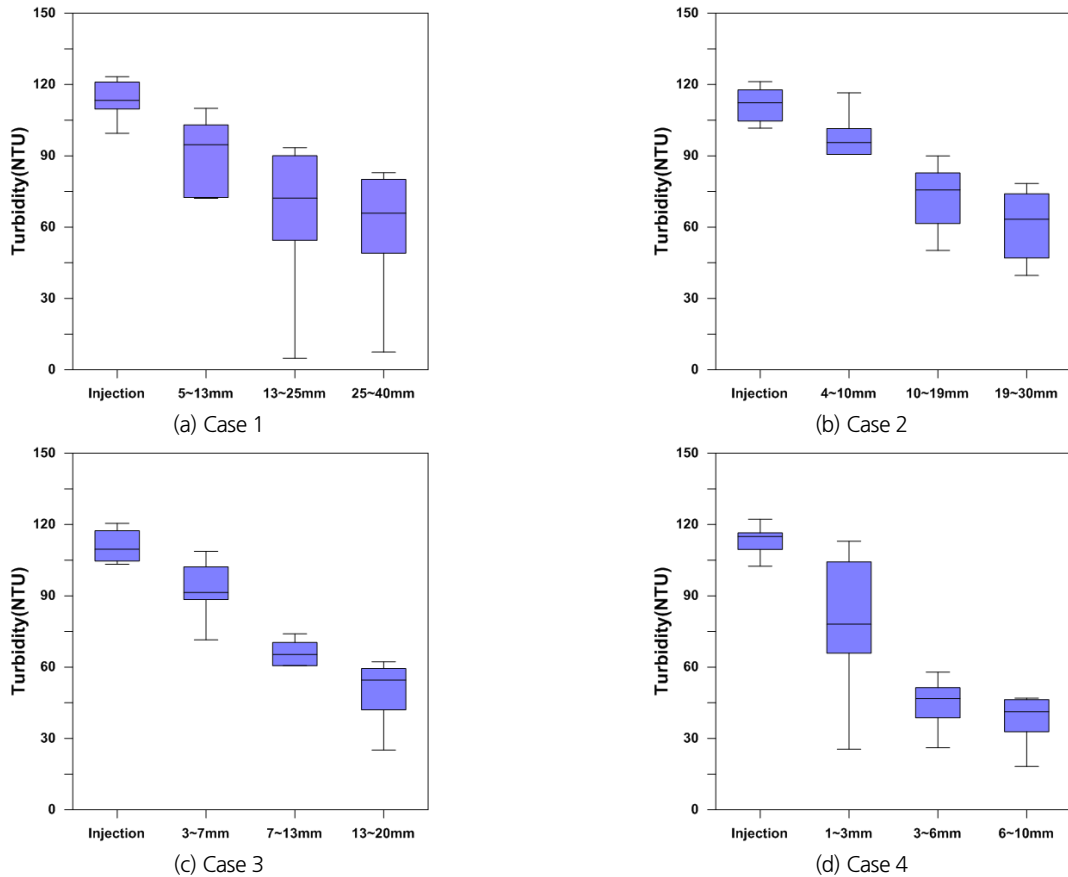 150
120
90
60
30
0
Turbidity(NTU)
Injection 5~13mm 13~25mm 25~40mm
(a) Case 1
150
120
90
60
30
0
Turbidity(NTU)
Injection 4~10mm 10~19mm 19~30mm
(b) Case 2
150
120
90
60
30
0
Turbidity(NTU)
Injection 3~7mm 7~13mm 13~20mm
(c) Case 3
150
120
90
60
30
0
Turbidity(NTU)
Injection 1~3mm 3~6mm 6~10mm
(d) Case 4